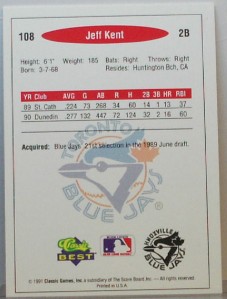 108 Jeff Kent 2B
Height: 6'1" Weight: 185 Bats: Right Throws: Right
Born: 3-7-68 Resides: Huntington Bch, CA
YR Club AVG G AB R H 2B 3B HR RBI
89 St. Cath .224 73 268 34 60 14 1 13 37
90 Dunedin .277 132 447 72 124 32 2 16 60
TORONTO
Acquired: Blue Jays 21st selection in the 1989 June draft.
BLUE JAYS
Classic
BEST
KNOXVILLE
BLUE JAYS
© 1991 Classic Games, Inc. a subsidiary of The Score Board, Inc. — All rights reserved.
Printed in U.S.A.